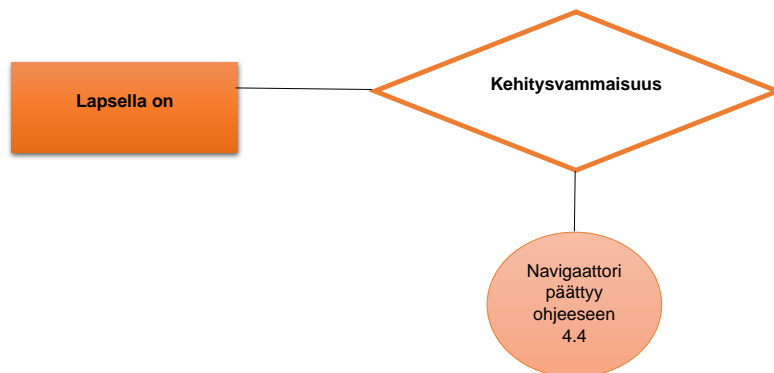 Lapsella on
Kehitysvammaisuus
Navigaattori
päättyy
ohjeeseen
4.4